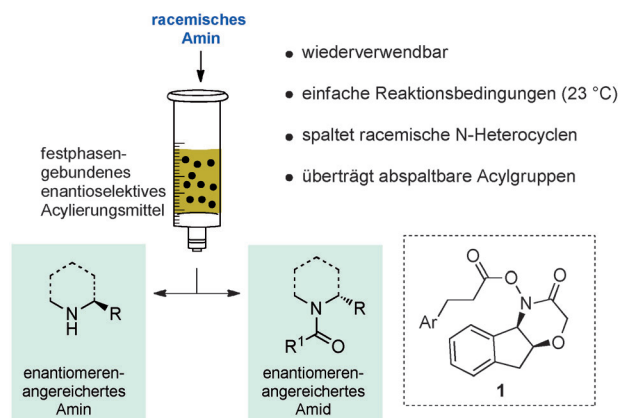 racemisches
Amin
• wiederverwendbar
• einfache Reaktionsbedingungen (23 °C)
• spaltet racemische N-Heterocyclen
• überträgt abspaltbare Acylgruppen
festphasen-
gebundenes
enantioselektives
Acylierungsmittel
N
H
R
enantiomeren-
angereichertes
Amin
N
R
R¹
O
enantiomeren-
angereichertes
Amid
O
O
O
N
Ar
O
1